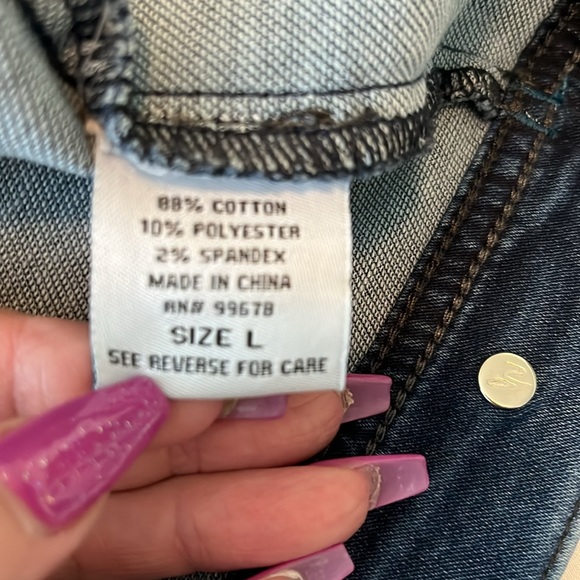 88% COTTON
10% POLYESTER
2% SPANDEX
MADE IN CHINA
RN# 99678
SIZE L
SEE REVERSE FOR CARE